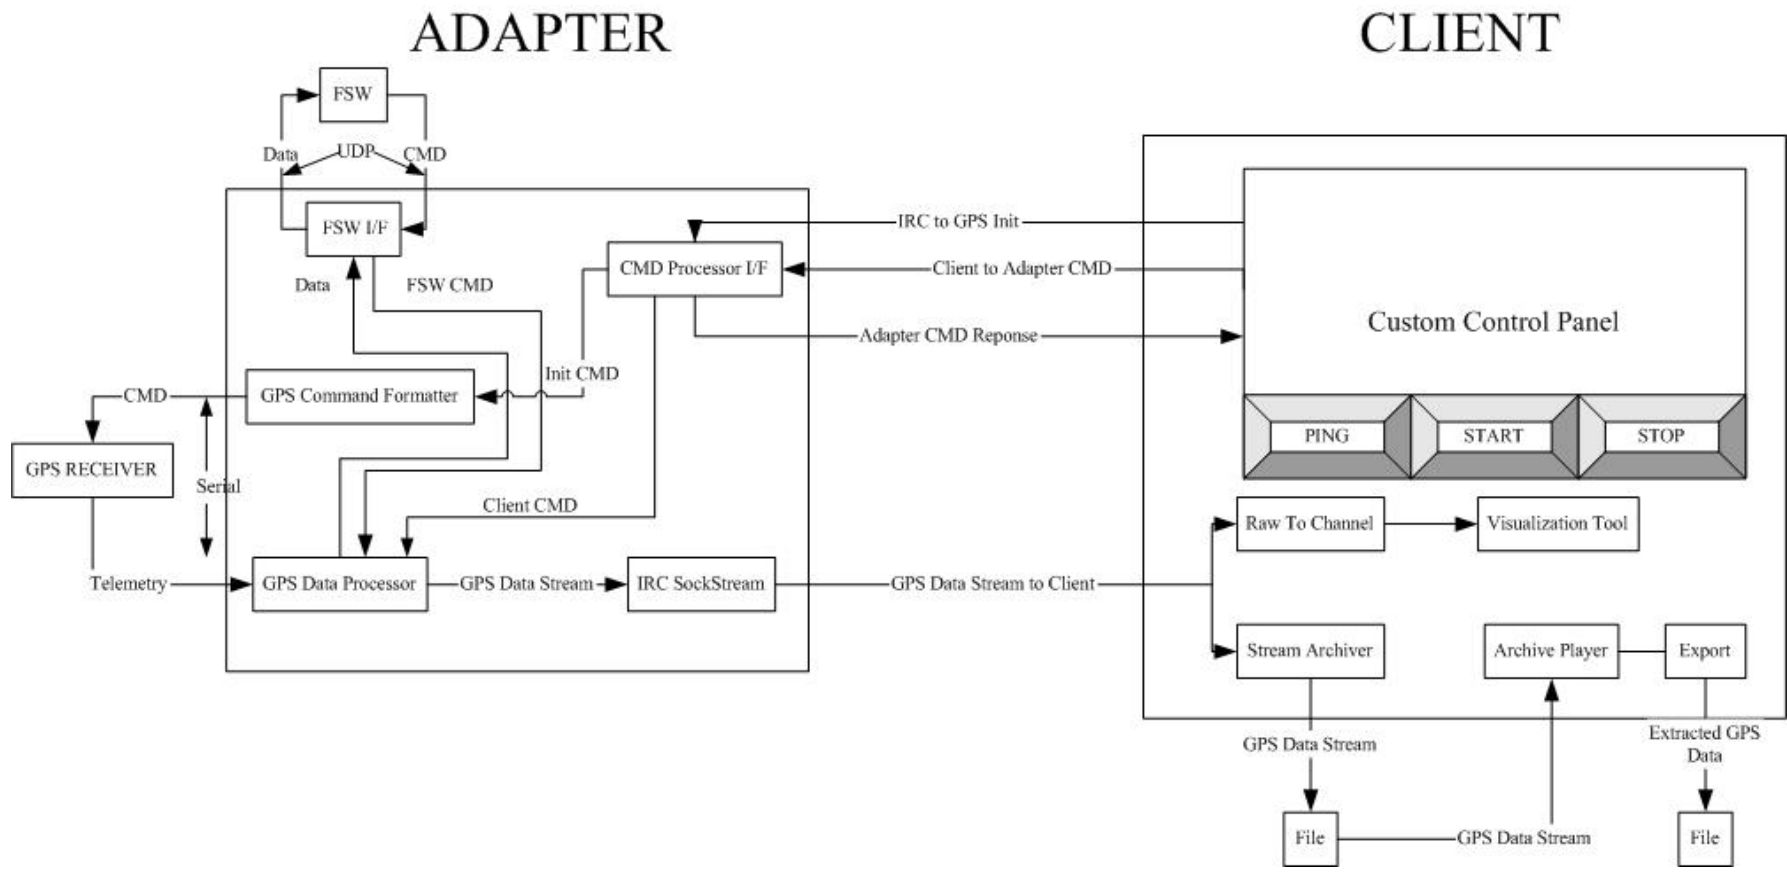 ADAPTER
CLIENT
FSW
Data
UDP
CMD
FSW I/F
IRC to GPS Init
CMD Processor I/F
Client to Adapter CMD
Data
FSW CMD
Custom Control Panel
Adapter CMD Reponse
Init CMD
CMD
GPS Command Formatter
PING
START
STOP
GPS RECEIVER
Serial
Client CMD
Raw To Channel
Visualization Tool
Telemetry
GPS Data Processor
GPS Data Stream
IRC SockStream
GPS Data Stream to Client
Stream Archiver
Archive Player
Export
GPS Data Stream
Extracted GPS
Data
File
GPS Data Stream
File